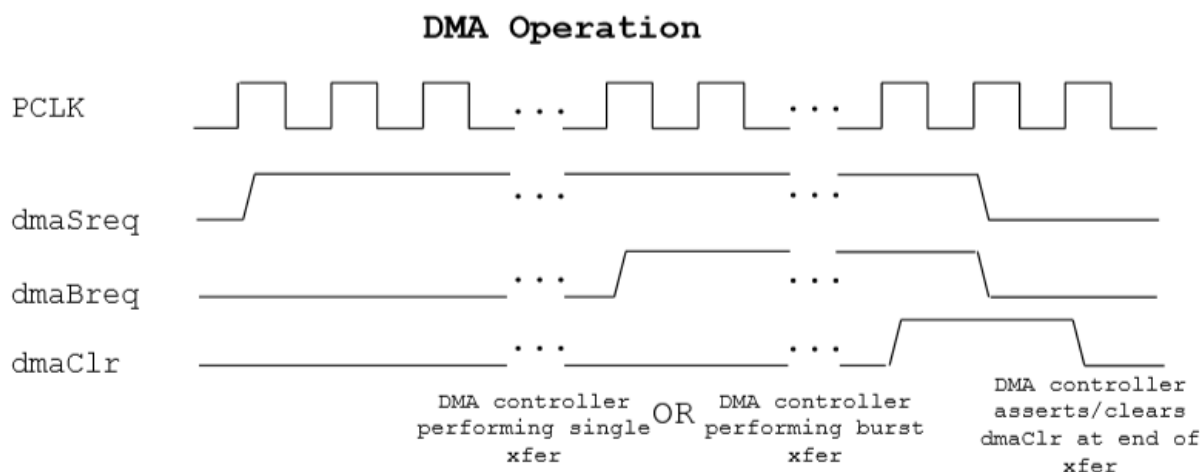 DMA Operation
PCLK
. . .
. . .
dmaSreq
. . .
. . .
dmaBreq
. . .
. . .
dmaClr
. . .
. . .
DMA controller
performing single
xfer
OR
DMA controller
performing burst
xfer
DMA controller
asserts/clears
dmaClr at end of
xfer